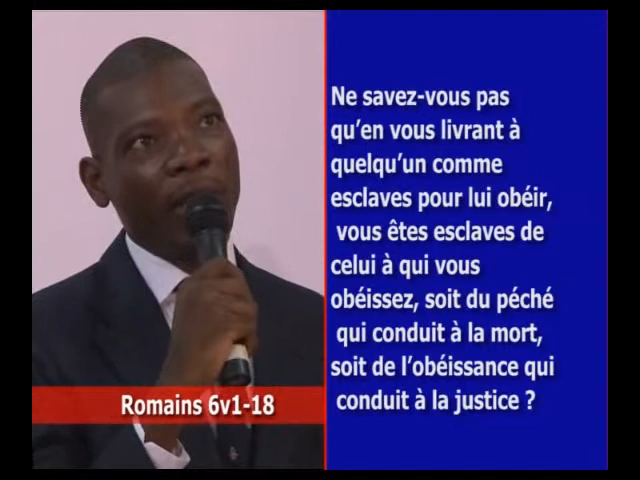 Ne savez-vous pas
qu'en vous livrant à
quelqu'un comme
esclaves pour lui obéir,
vous êtes esclaves de
celui à qui vous
obéissez, soit du péché
qui conduit à la mort,
soit de l'obéissance qui
conduit à la justice ?
Romains 6v1-18